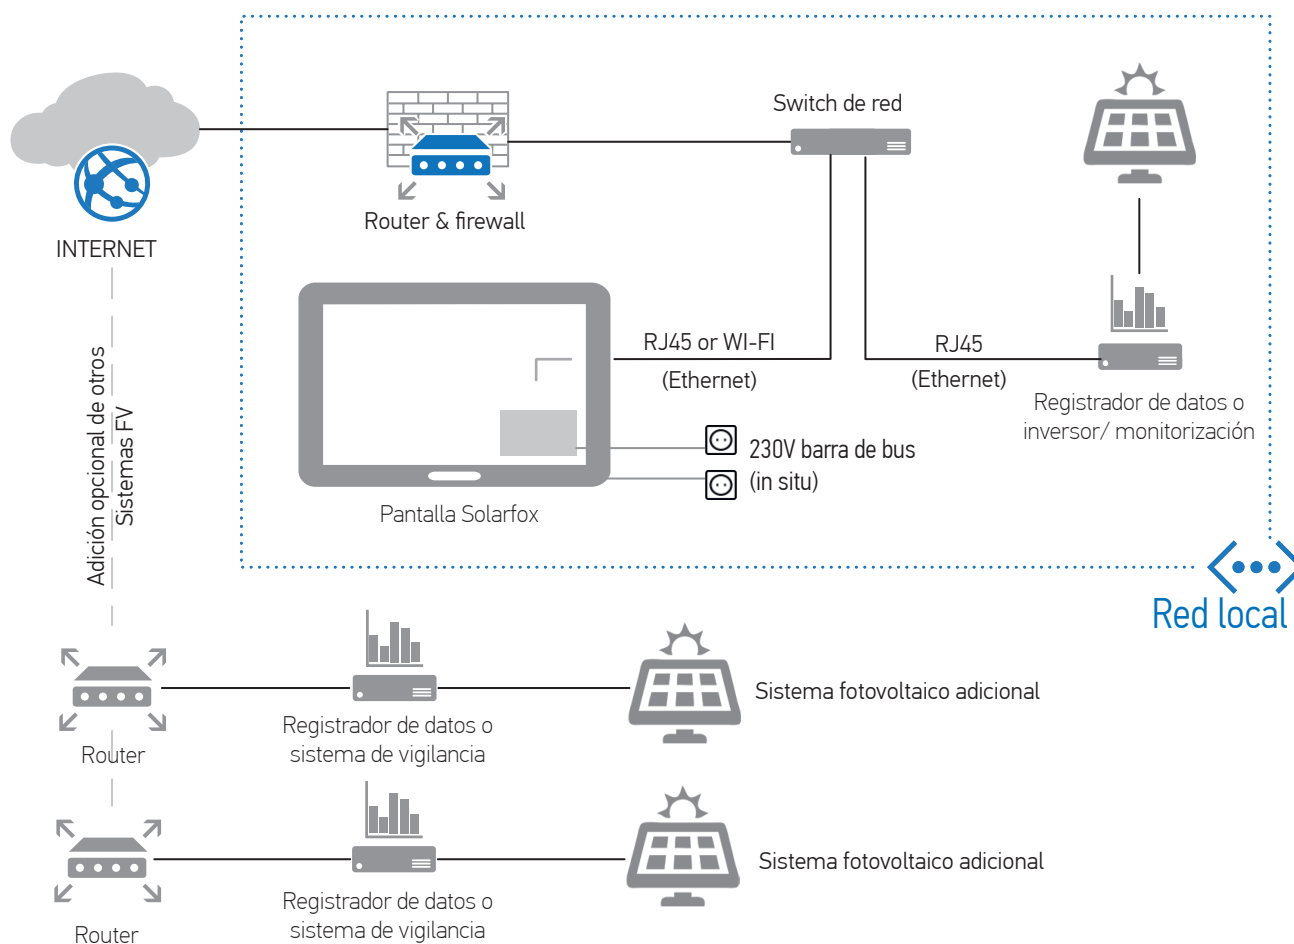 Switch de red
Router & firewall
INTERNET
RJ45 or WI-FI
(Ethernet)
RJ45
(Ethernet)
Registrador de datos o
inversor/ monitorización
230V barra de bus
(in situ)
Pantalla Solarfox
Adición opcional de otros
Sistemas FV
Red local
Sistema fotovoltaico adicional
Registrador de datos o
sistema de vigilancia
Router
Sistema fotovoltaico adicional
Registrador de datos o
sistema de vigilancia
Router